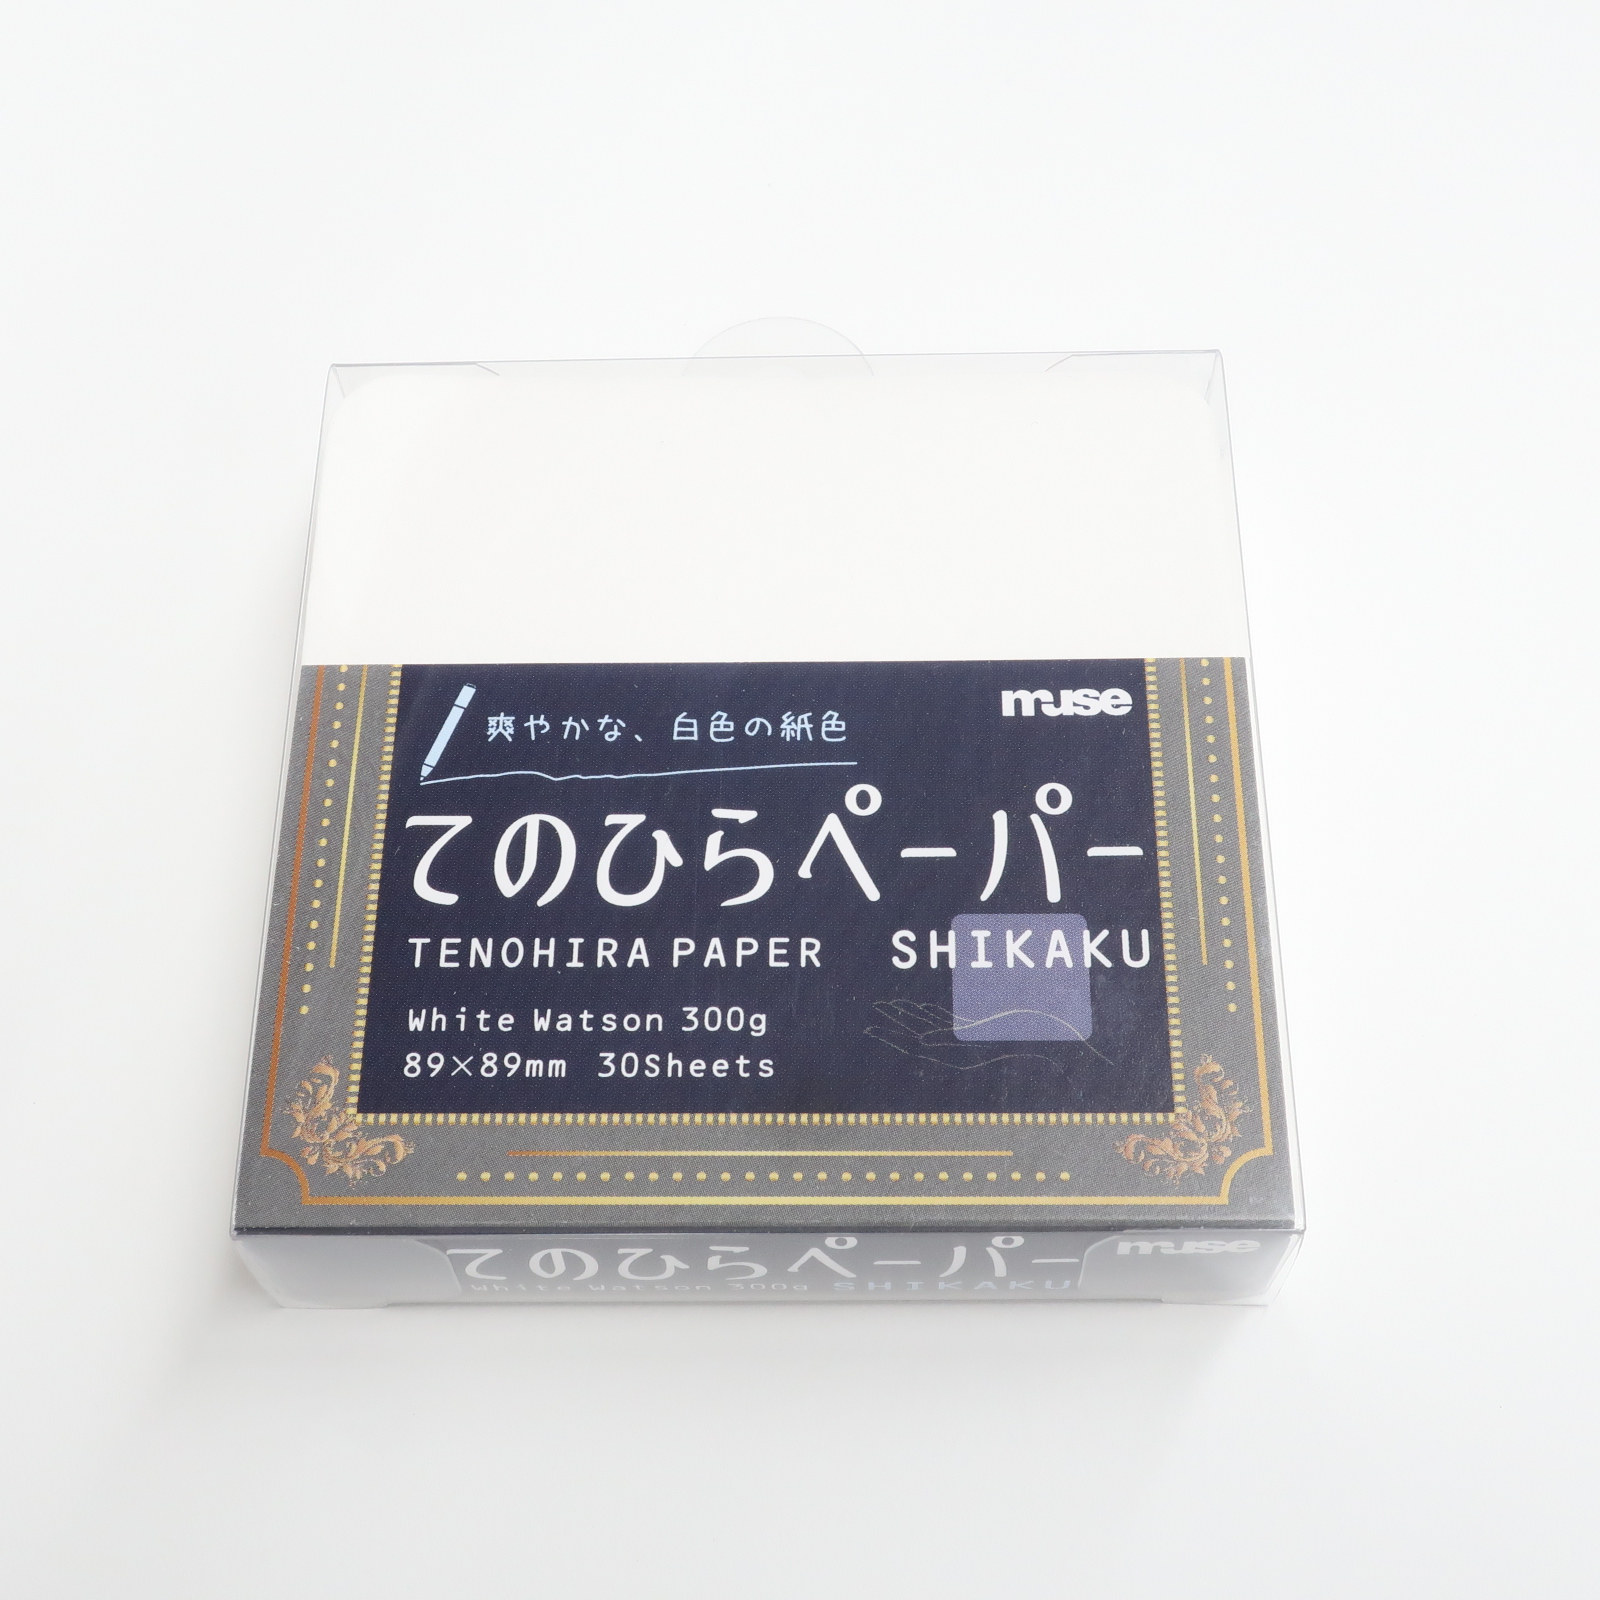 muse
爽やかな、白色の紙色
てのひらペーパー
TENOHIRA PAPER SHIKAKU
White Watson 300g
89×89mm 30Sheets
てのひらペーパー muse
White Watson 300g SHIKAKU